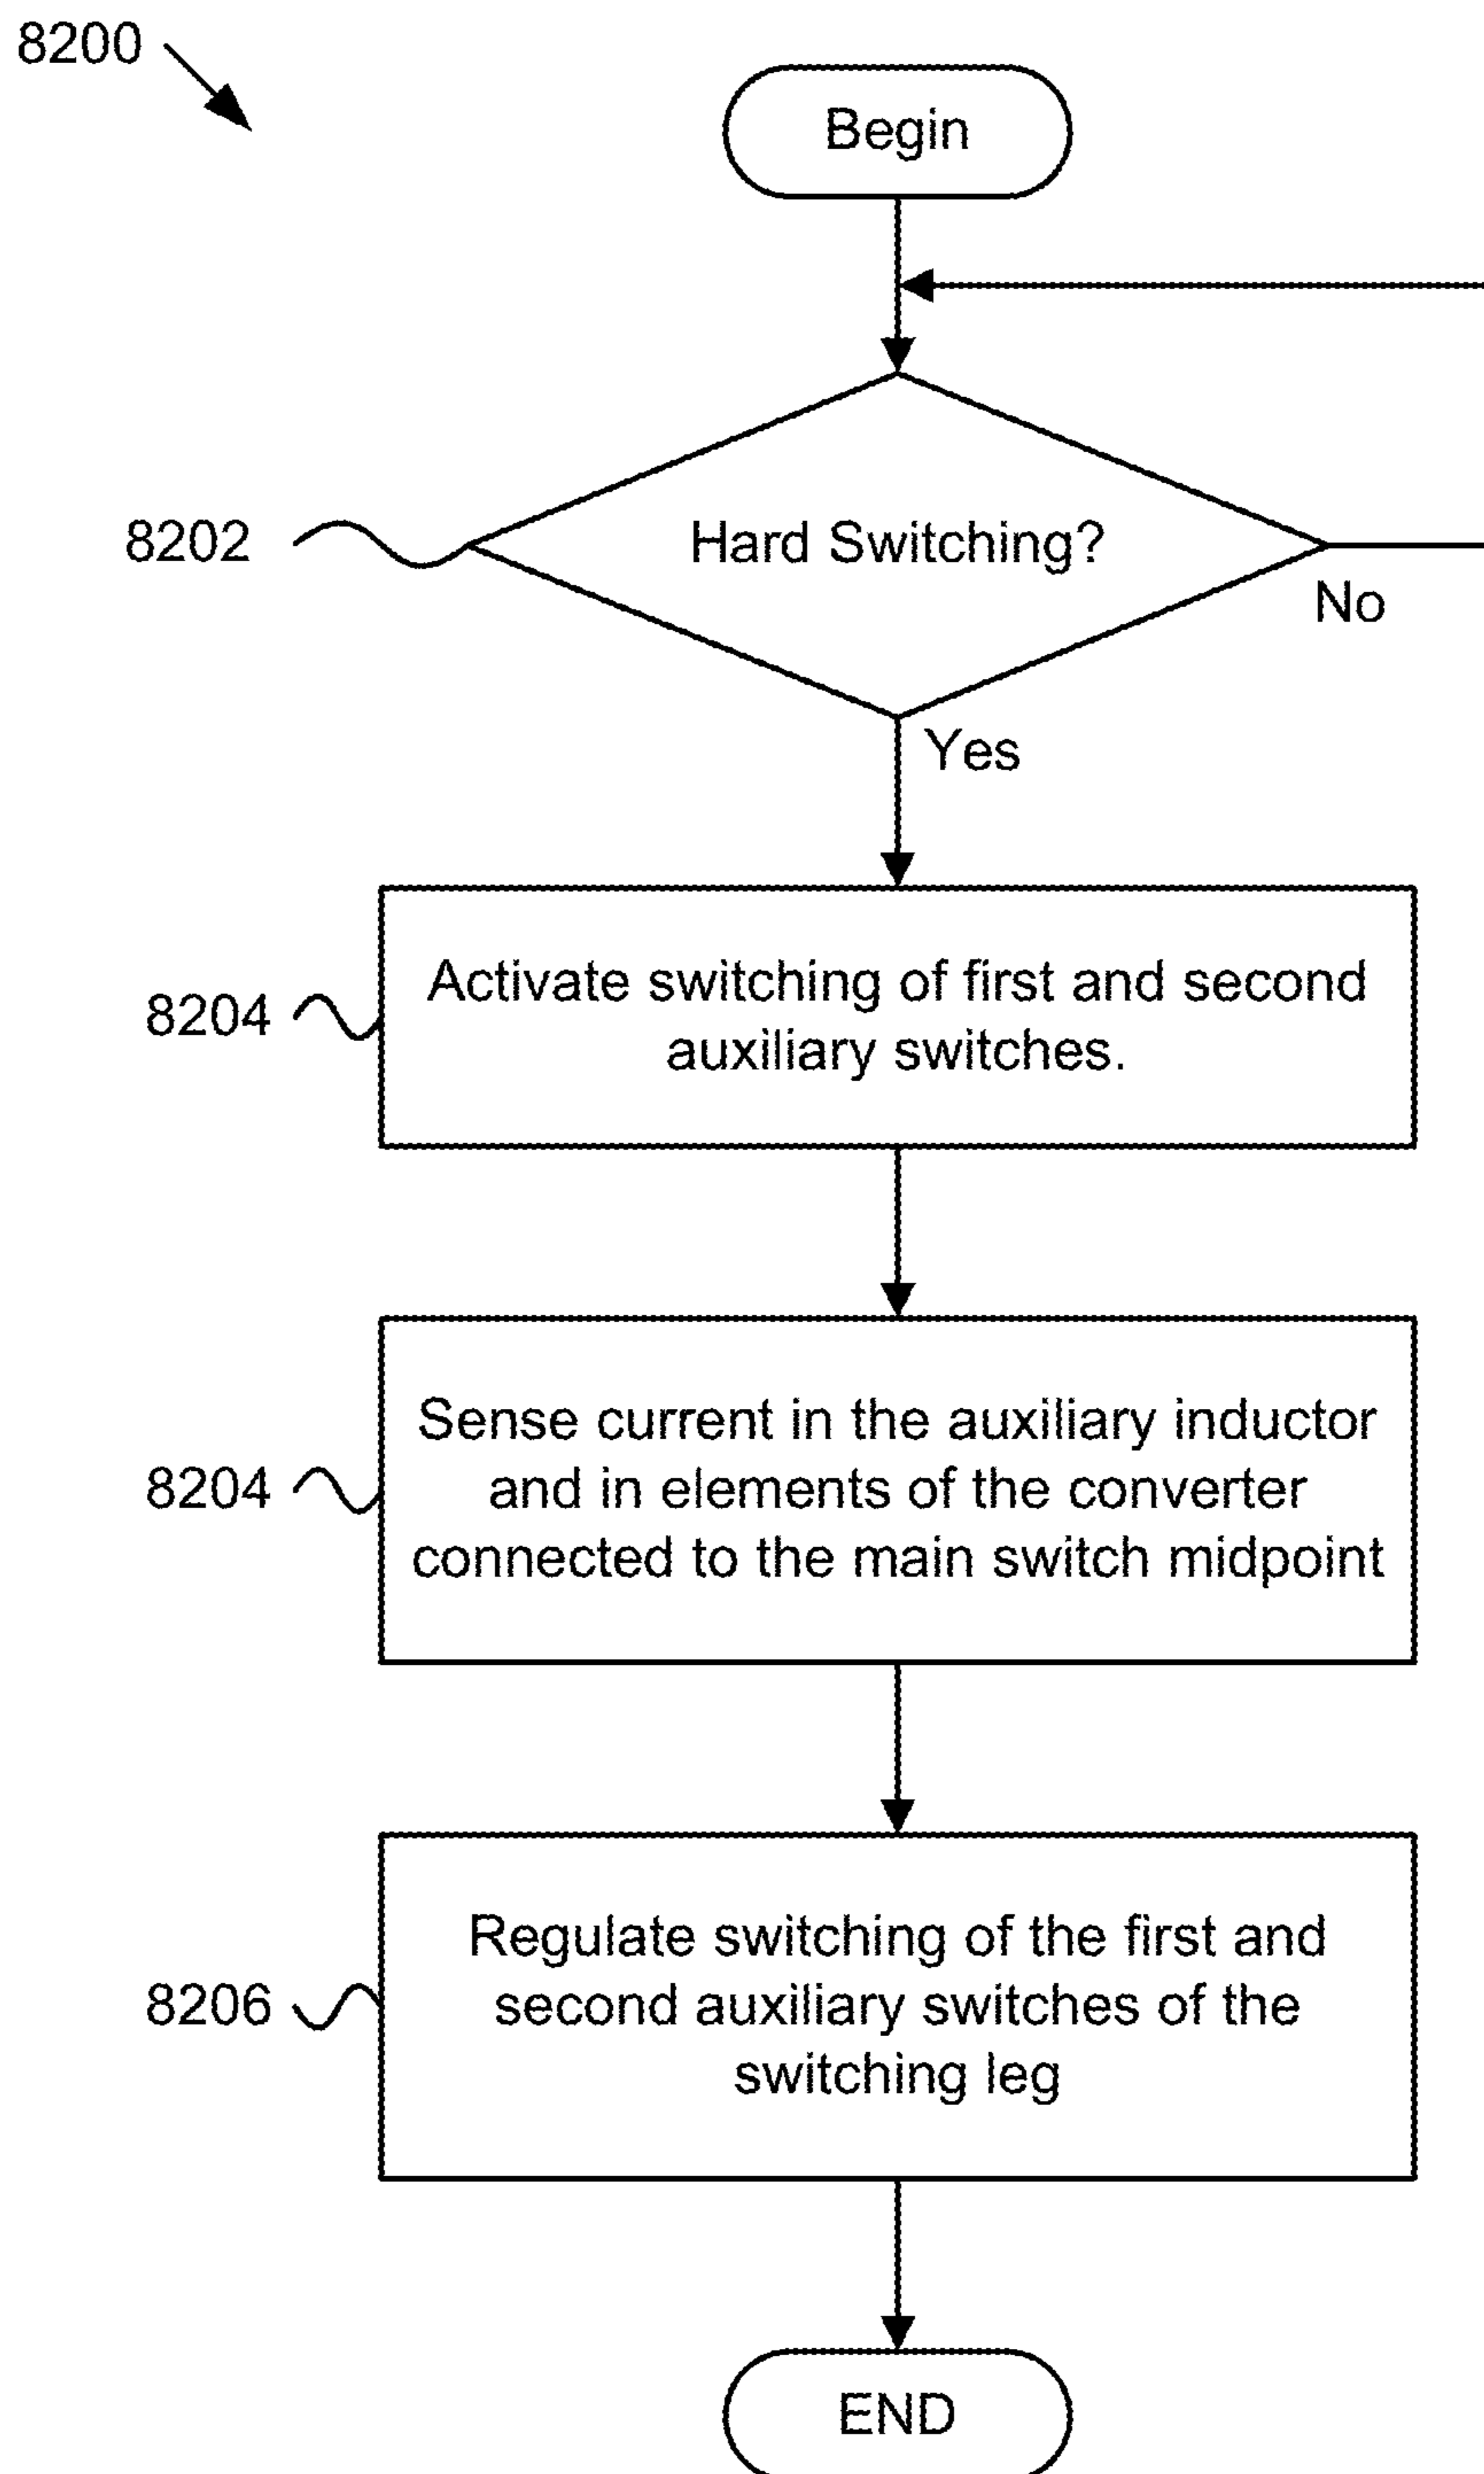 8200
Begin
8202
Hard Switching?
No
Yes
8204
Activate switching of first and second
auxiliary switches.
8204
Sense current in the auxiliary inductor
and in elements of the converter
connected to the main switch midpoint
8206
Regulate switching of the first and
second auxiliary switches of the
switching leg
END